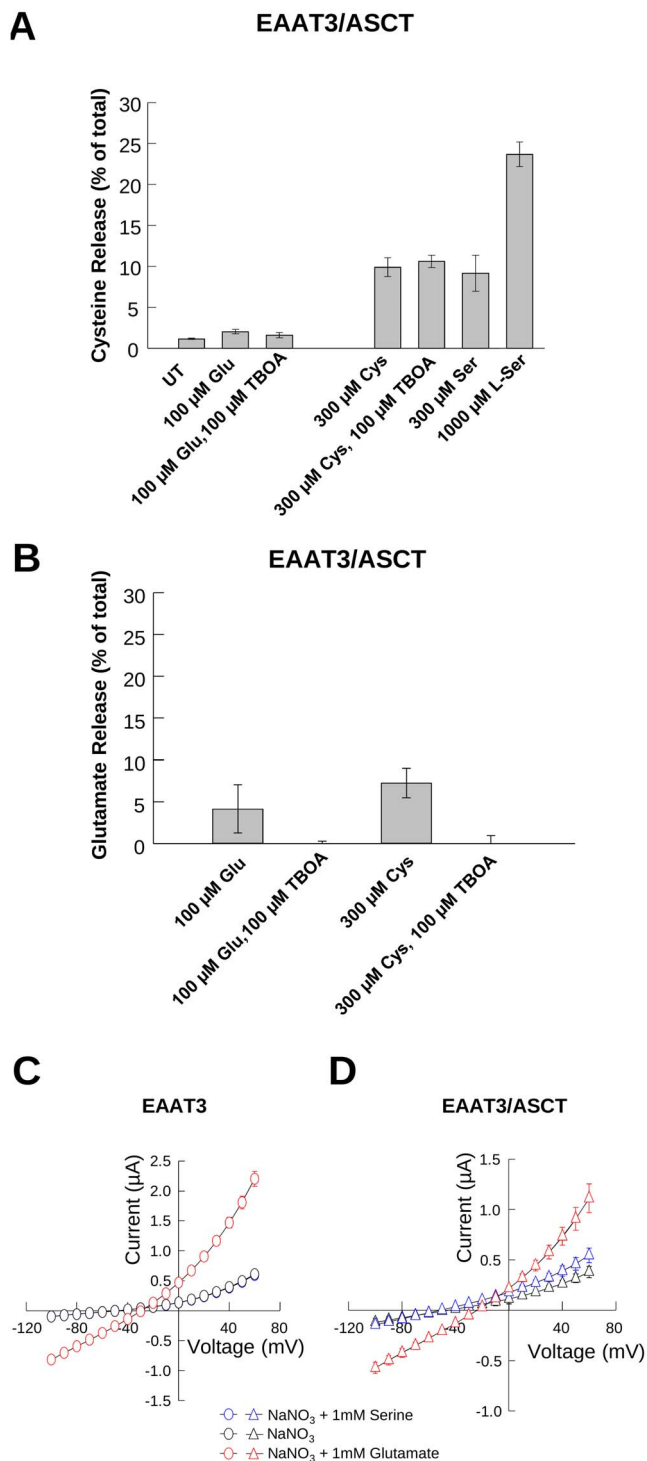 A
EAAT3/ASCT
Cysteine Release (% of total)
30
25
20
15
10
5
0
UT
100 µM Glu
100 µM Glu,100 µM TBOA
300 µM Cys
300 µM Cys, 100 µM TBOA
300 µM Ser
1000 µM L-Ser
B
EAAT3/ASCT
Glutamate Release (% of total)
30
25
20
15
10
5
0
100 µM Glu
100 µM Glu,100 µM TBOA
300 µM Cys
300 µM Cys, 100 µM TBOA
C
EAAT3
Current (µA)
2.5
2.0
1.5
1.0
0.5
-0.5
-1.0
-1.5
-120
-80
-40
40
80
Voltage (mV)
D
EAAT3/ASCT
Current (µA)
1.5
1.0
0.5
-0.5
-1.0
-120
-80
-40
0
40
80
Voltage (mV)
NaNO3 + 1mM Serine
NaNO3
NaNO3 + 1mM Glutamate